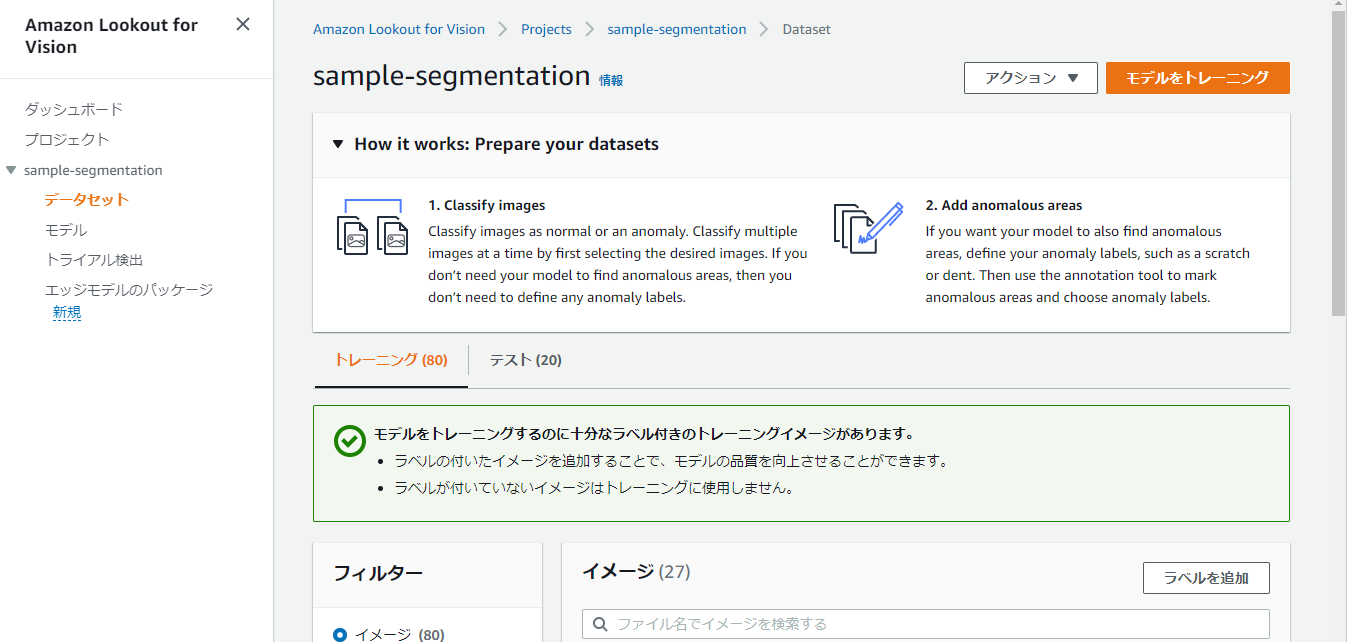 Amazon Lookout for
Vision
ダッシュボード
プロジェクト
sample-segmentation
データセット
モデル
トライアル検出
エッジモデルのパッケージ
新規
Amazon Lookout for Vision
Projects
sample-segmentation
Dataset
sample-segmentation 情報
アクション
モデルをトレーニング
How it works: Prepare your datasets
1. Classify images
Classify images as normal or an anomaly. Classify multiple
images at a time by first selecting the desired images. If you
don't need your model to find anomalous areas, then you
don't need to define any anomaly labels.
2. Add anomalous areas
If you want your model to also find anomalous
areas, define your anomaly labels, such as a scratch
or dent. Then use the annotation tool to mark
anomalous areas and choose anomaly labels.
トレーニング (80)
テスト (20)
モデルをトレーニングするのに十分なラベル付きのトレーニングイメージがあります。
ラベルの付いたイメージを追加することで、モデルの品質を向上させることができます。
ラベルが付いていないイメージはトレーニングに使用しません。
フィルター
イメージ (80)
イメージ (27)
ラベルを追加
ファイル名でイメージを検索する